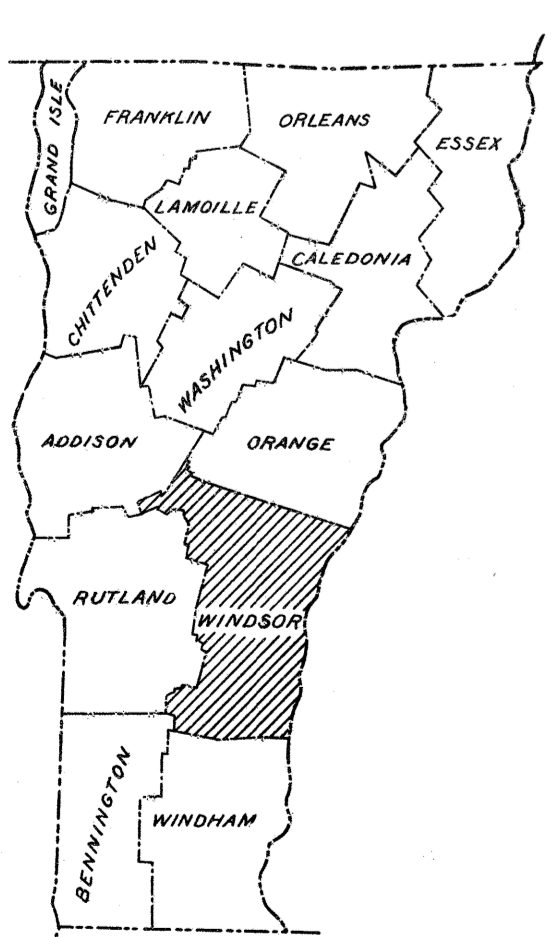 GRAND ISLE
FRANKLIN
ORLEANS
ESSEX
LAMOILLE
CHITTENDEN
CALEDONIA
WASHINGTON
ADDISON
ORANGE
RUTLAND
WINDSOR
BENNINGTON
WINDHAM